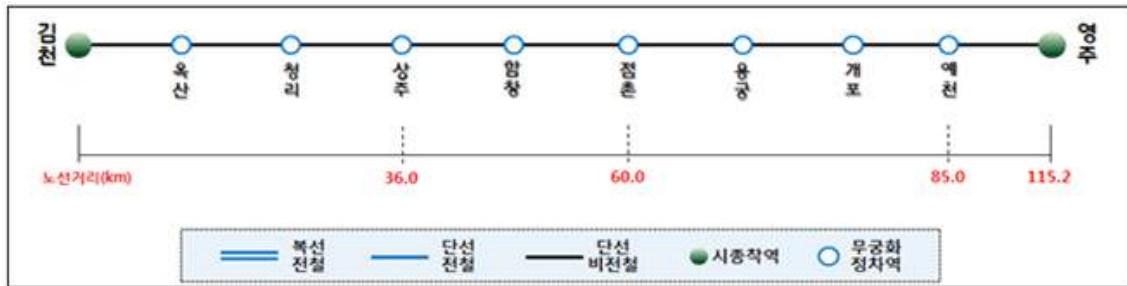 김천
영주
옥산
청리
상주
함창
점촌
용궁
개포
예천
노선거리(km)
36.0
60.0
85.0
115.2
복선
전철
단선
전철
단선
비전철
시종착역
무궁화
정차역